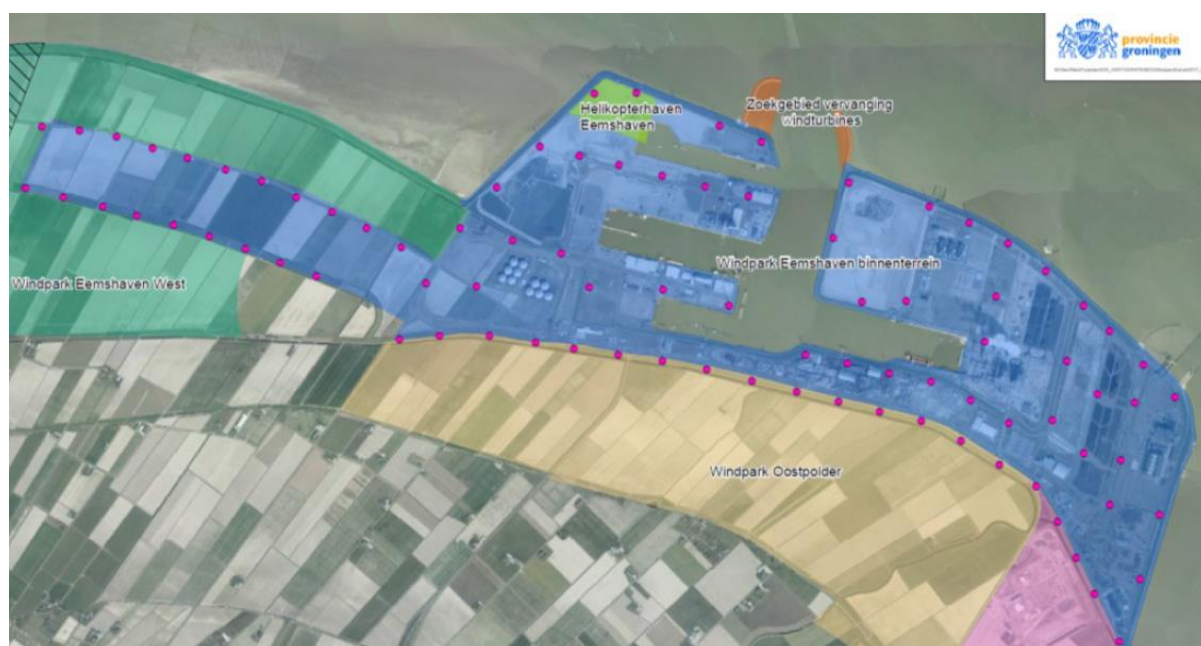 provincie
groningen
Helikopterhaven
Eemshaven
Zoekgebied vervanging
windturbines
Windpark Eemshaven binnenterrein
Windpark Eemshaven West
Windpark Oostpolder